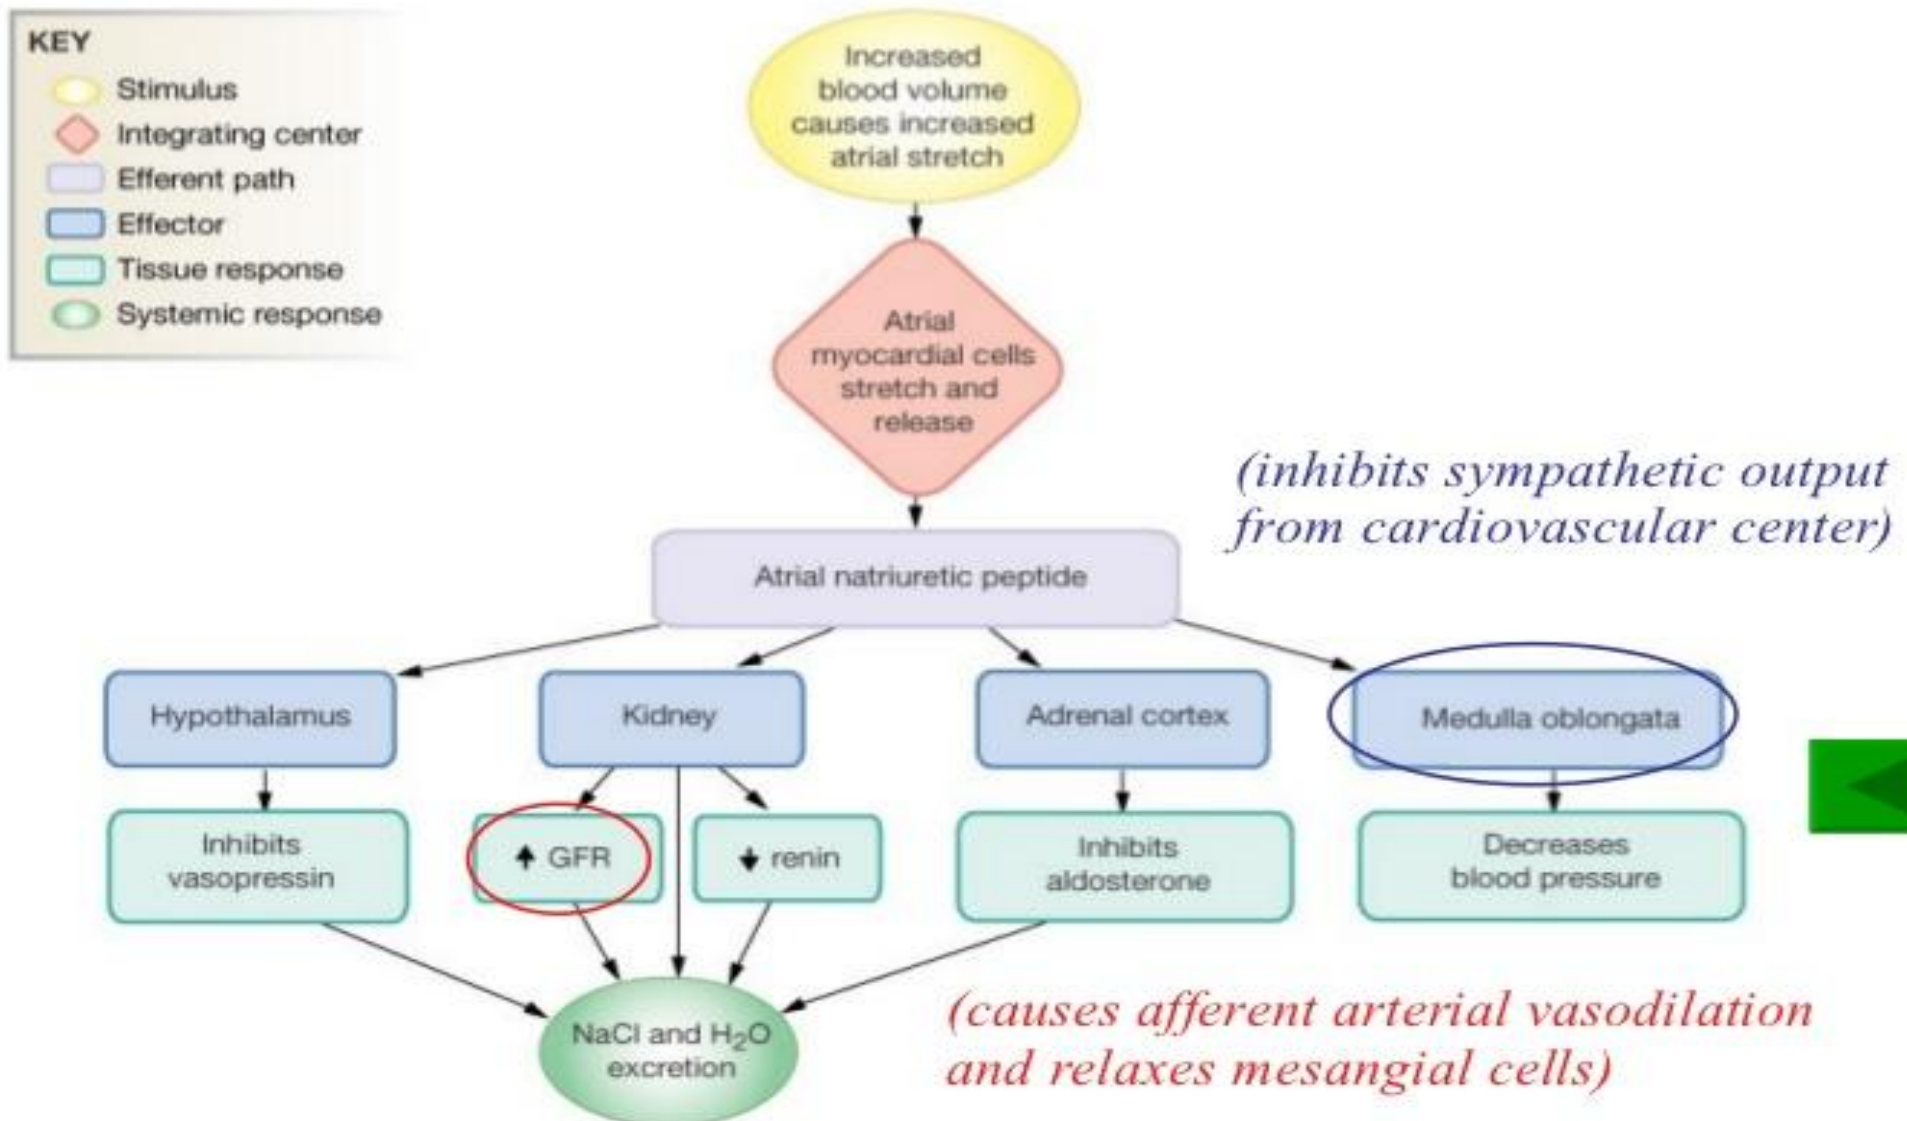 KEY
Stimulus
Integrating center
Efferent path
Effector
Tissue response
Systemic response
Increased
blood volume
causes increased
atrial stretch
Atrial
myocardial cells
stretch and
release
(inhibits sympathetic output
from cardiovascular center)
Atrial natriuretic peptide
Hypothalamus
Kidney
Adrenal cortex
Medulla oblongata
Inhibits
vasopressin
↑ GFR
↓ renin
Inhibits
aldosterone
Decreases
blood pressure
NaCl and H₂O
excretion
(causes afferent arterial vasodilation
and relaxes mesangial cells)